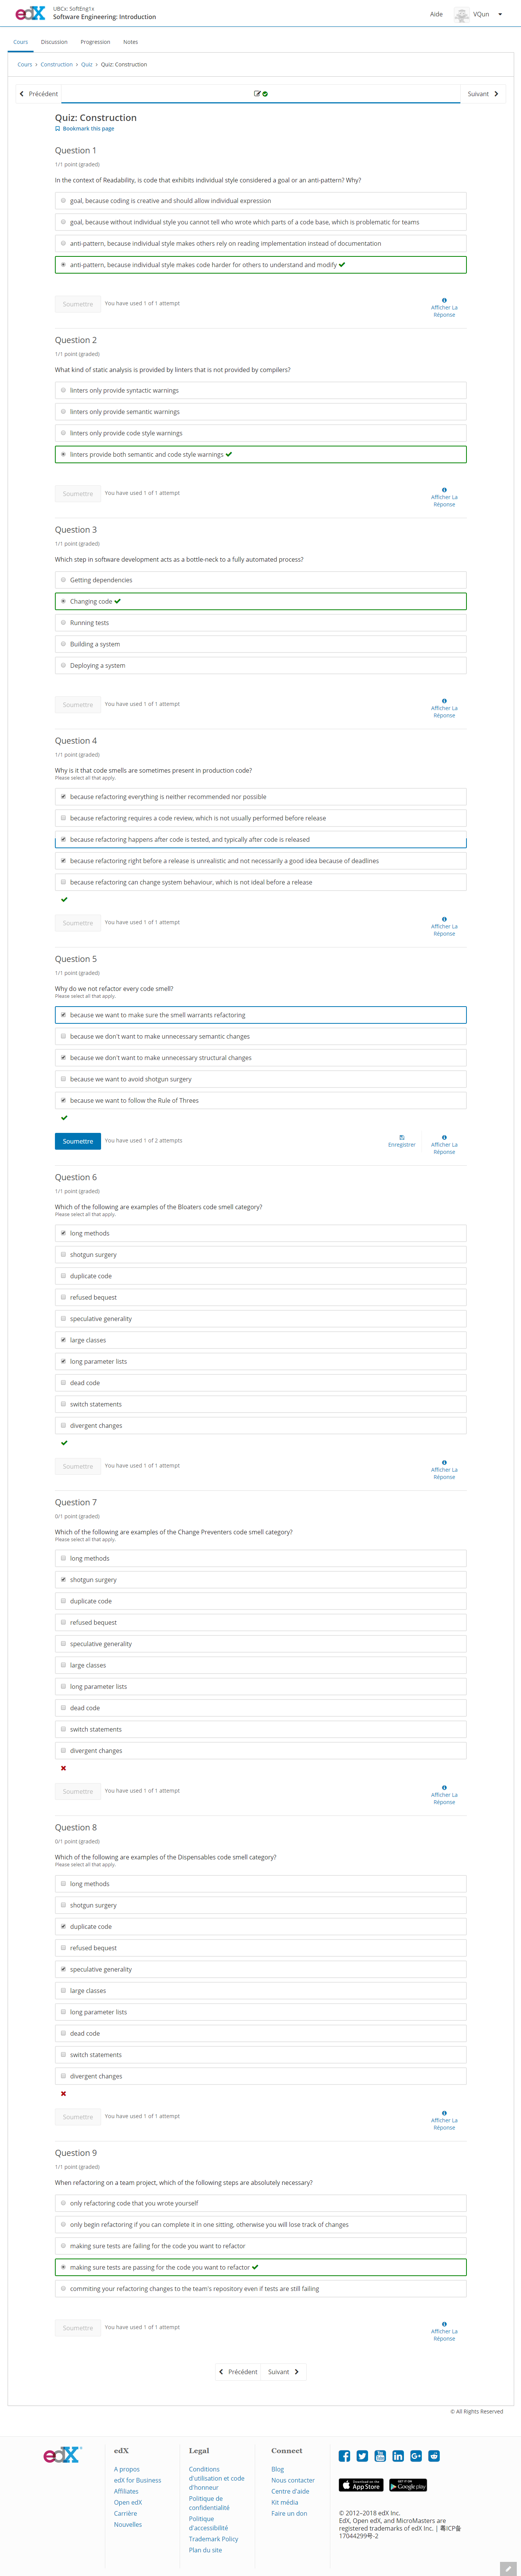 edX
UBCx: SoftEng1x
Software Engineering: Introduction
Aide
VQun
Cours
Discussion
Progression
Notes
Cours > Construction > Quiz > Quiz: Construction
Précédent
Suivant
Quiz: Construction
Bookmark this page
Question 1
1/1 point (graded)
In the context of Readability, is code that exhibits individual style considered a goal or an anti-pattern? Why?
goal, because coding is creative and should allow individual expression
goal, because without individual style you cannot tell who wrote which parts of a code base, which is problematic for teams
anti-pattern, because individual style makes others rely on reading implementation instead of documentation
anti-pattern, because individual style makes code harder for others to understand and modify
Soumettre
You have used 1 of 1 attempt
Afficher La
Réponse
Question 2
1/1 point (graded)
What kind of static analysis is provided by linters that is not provided by compilers?
linters only provide syntactic warnings
linters only provide semantic warnings
linters only provide code style warnings
linters provide both semantic and code style warnings
Soumettre
You have used 1 of 1 attempt
Afficher La
Réponse
Question 3
1/1 point (graded)
Which step in software development acts as a bottle-neck to a fully automated process?
Getting dependencies
Changing code
Running tests
Building a system
Deploying a system
Soumettre
You have used 1 of 1 attempt
Afficher La
Réponse
Question 4
1/1 point (graded)
Why is it that code smells are sometimes present in production code?
Please select all that apply.
because refactoring everything is neither recommended nor possible
because refactoring requires a code review, which is not usually performed before release
because refactoring happens after code is tested, and typically after code is released
because refactoring right before a release is unrealistic and not necessarily a good idea because of deadlines
because refactoring can change system behaviour, which is not ideal before a release
Soumettre
You have used 1 of 1 attempt
Afficher La
Réponse
Question 5
1/1 point (graded)
Why do we not refactor every code smell?
Please select all that apply.
because we want to make sure the smell warrants refactoring
because we don't want to make unnecessary semantic changes
because we don't want to make unnecessary structural changes
because we want to avoid shotgun surgery
because we want to follow the Rule of Threes
Soumettre
You have used 1 of 2 attempts
Enregistrer
Afficher La
Réponse
Question 6
1/1 point (graded)
Which of the following are examples of the Bloaters code smell category?
Please select all that apply.
long methods
shotgun surgery
duplicate code
refused bequest
speculative generality
large classes
long parameter lists
dead code
switch statements
divergent changes
Soumettre
You have used 1 of 1 attempt
Afficher La
Réponse
Question 7
0/1 point (graded)
Which of the following are examples of the Change Preventers code smell category?
Please select all that apply.
long methods
shotgun surgery
duplicate code
refused bequest
speculative generality
large classes
long parameter lists
dead code
switch statements
divergent changes
Soumettre
You have used 1 of 1 attempt
Afficher La
Réponse
Question 8
0/1 point (graded)
Which of the following are examples of the Dispensables code smell category?
Please select all that apply.
long methods
shotgun surgery
duplicate code
refused bequest
speculative generality
large classes
long parameter lists
dead code
switch statements
divergent changes
Soumettre
You have used 1 of 1 attempt
Afficher La
Réponse
Question 9
1/1 point (graded)
When refactoring on a team project, which of the following steps are absolutely necessary?
only refactoring code that you wrote yourself
only begin refactoring if you can complete it in one sitting, otherwise you will lose track of changes
making sure tests are failing for the code you want to refactor
making sure tests are passing for the code you want to refactor
commiting your refactoring changes to the team's repository even if tests are still failing
Soumettre
You have used 1 of 1 attempt
Afficher La
Réponse
Précédent
Suivant
© All Rights Reserved
edX
edX
A propos
edX for Business
Affiliates
Open edX
Carrière
Nouvelles
Legal
Conditions
d'utilisation et code
d'honneur
Politique de
confidentialité
Politique
d'accessibilité
Trademark Policy
Plan du site
Connect
Blog
Nous contacter
Centre d'aide
Kit média
Faire un don
Download on the
App Store
GET IT ON
Google play
© 2012–2018 edX Inc.
EdX, Open edX, and MicroMasters are
registered trademarks of edX Inc. | 粤ICP备
17044299号-2